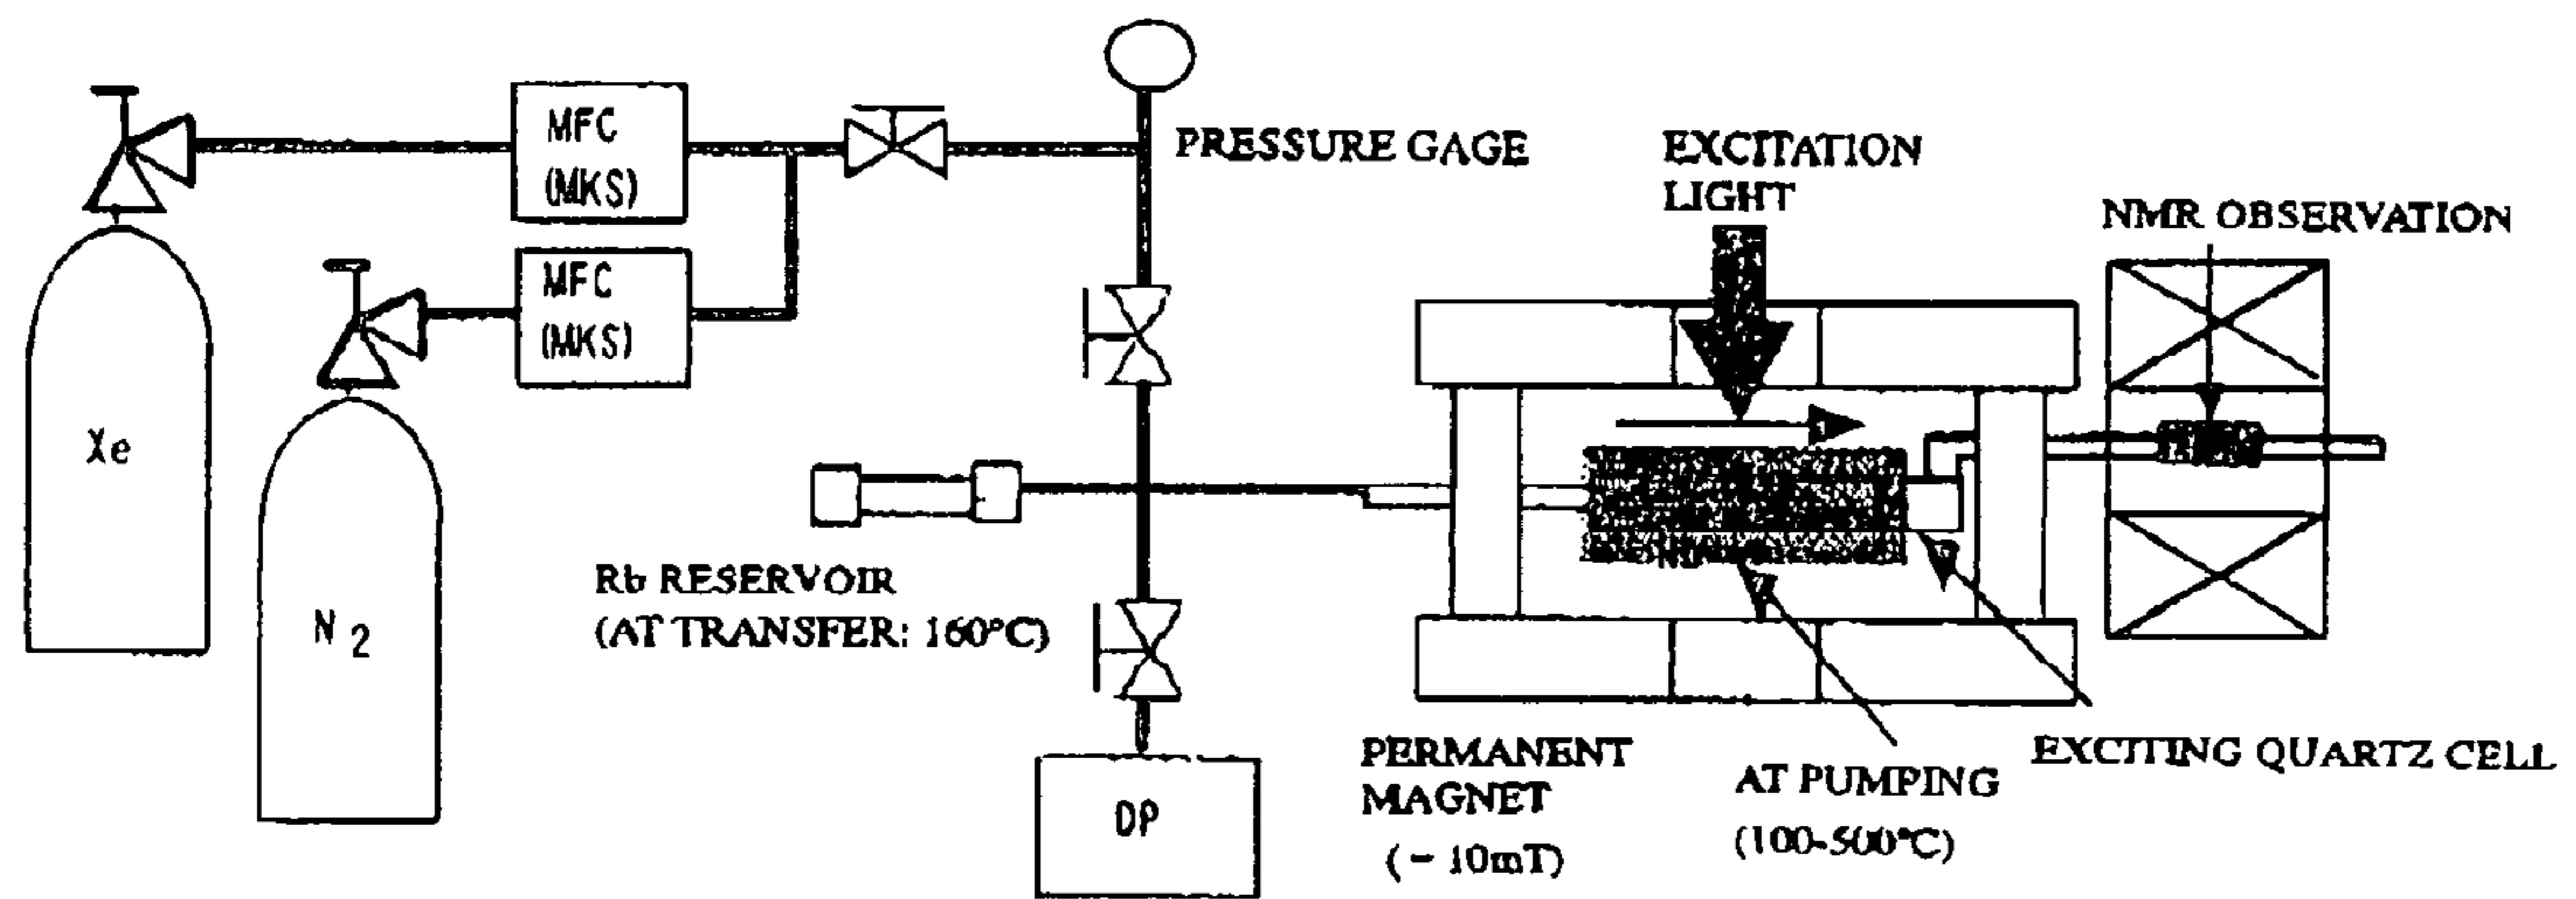 MFC
(MKS)
PRESSURE GAGE
EXCITATION
LIGHT
NMR OBSERVATION
MFC
(MKS)
Xe
N2
Rb RESERVOIR
(AT TRANSFER: 160°C)
DP
PERMANENT
MAGNET
(~10mT)
AT PUMPING
(100-500°C)
EXCITING QUARTZ CELL